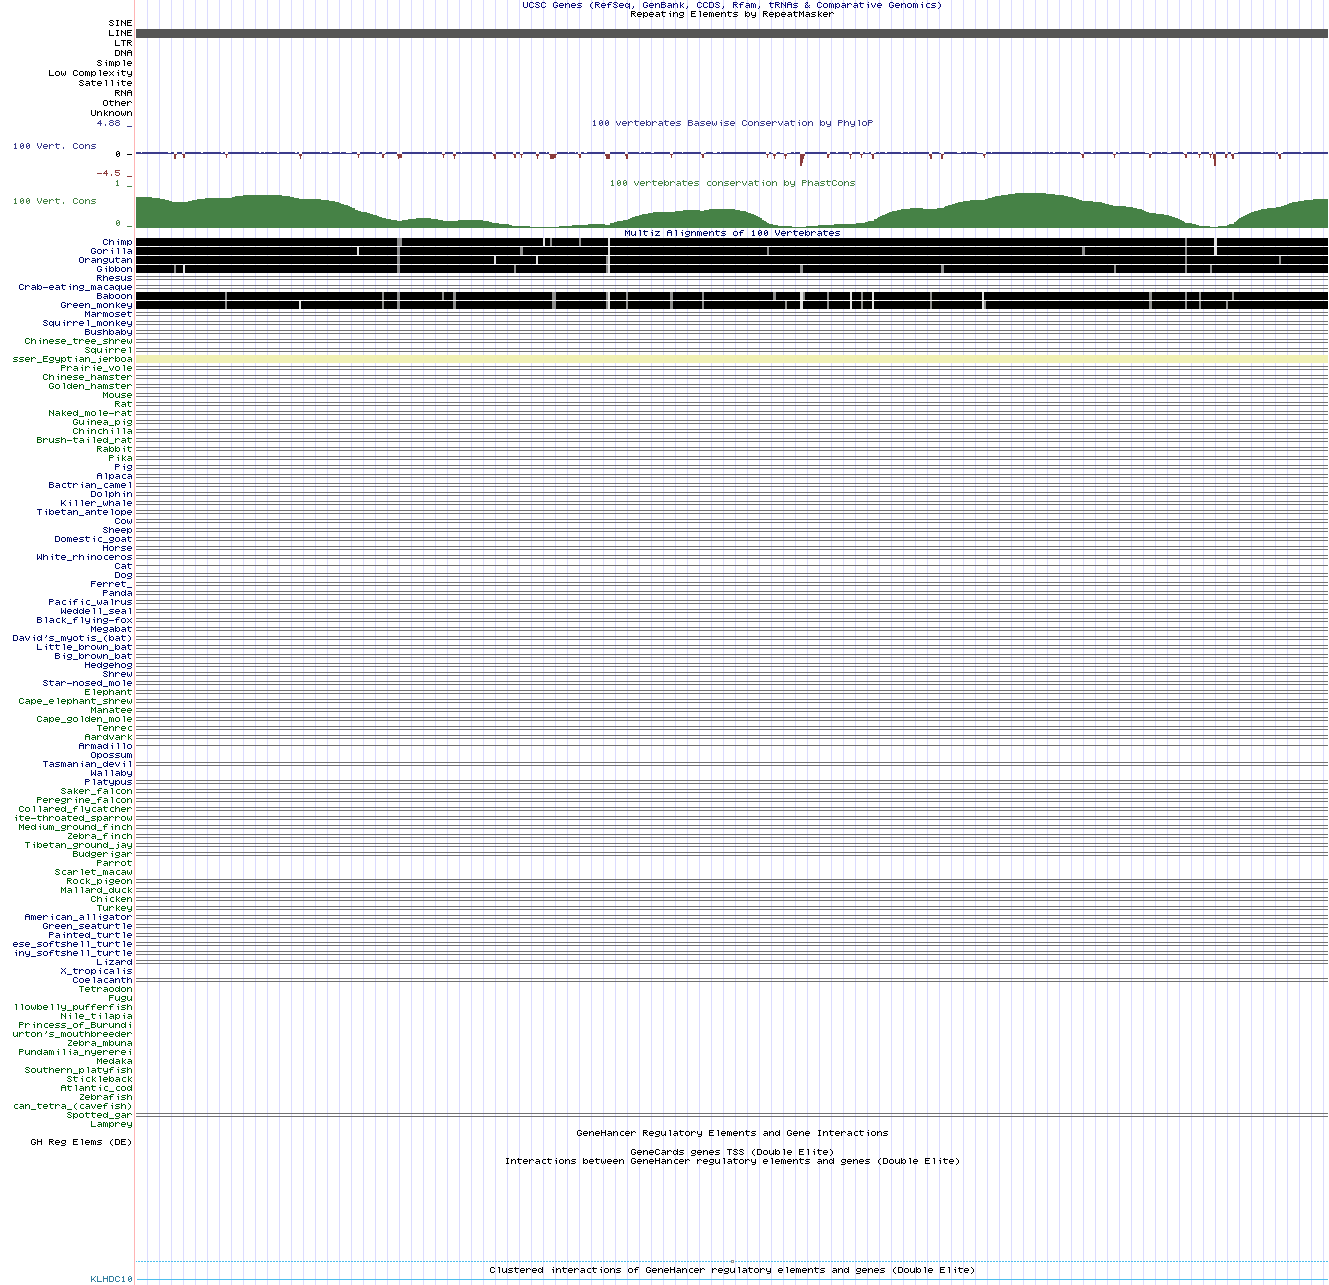 UCSC Genes (RefSeq, GenBank, CCDS, Rfam, tRNAs & Comparative Genomics)
Repeating Elements by RepeatMasker
SINE
LINE
LTR
DNA
Simple
Low Complexity
Satellite
RNA
Other
Unknown
4.88 _
100 vertebrates Basewise Conservation by PhyloP
100 Vert. Cons
0 _
-4.5 _
1 _
100 vertebrates conservation by PhastCons
100 Vert. Cons
0 _
Multiz Alignments of 100 Vertebrates
Chimp
Gorilla
Orangutan
Gibbon
Rhesus
Crab-eating_macaque
Baboon
Green_monkey
Marmoset
Squirrel_monkey
Bushbaby
Chinese_tree_shrew
Squirrel
sser_Egyptian_jerboa
Prairie_vole
Chinese_hamster
Golden_hamster
Mouse
Rat
Naked_mole-rat
Guinea_pig
Chinchilla
Brush-tailed_rat
Rabbit
Pika
Pig
Alpaca
Bactrian_camel
Dolphin
Killer_whale
Tibetan_antelope
Cow
Sheep
Domestic_goat
Horse
White_rhinoceros
Cat
Dog
Ferret_
Panda
Pacific_walrus
Weddell_seal
Black_flying-fox
Megabat
David's_myotis_(bat)
Little_brown_bat
Big_brown_bat
Hedgehog
Shrew
Star-nosed_mole
Elephant
Cape_elephant_shrew
Manatee
Cape_golden_mole
Tenrec
Aardvark
Armadillo
Opossum
Tasmanian_devil
Wallaby
Platypus
Saker_falcon
Peregrine_falcon
Collared_flycatcher
ite-throated_sparrow
Medium_ground_finch
Zebra_finch
Tibetan_ground_jay
Budgerigar
Parrot
Scarlet_macaw
Rock_pigeon
Mallard_duck
Chicken
Turkey
American_alligator
Green_seaturtle
Painted_turtle
ese_softshell_turtle
iny_softshell_turtle
Lizard
X_tropicalis
Coelacanth
Tetraodon
Fugu
llowbelly_pufferfish
Nile_tilapia
Princess_of_Burundi
urton's_mouthbreeder
Zebra_mbuna
Pundamilia_nyererei
Medaka
Southern_platyfish
Stickleback
Atlantic_cod
Zebrafish
can_tetra_(cavefish)
Spotted_gar
Lamprey
GeneHancer Regulatory Elements and Gene Interactions
GH Reg Elems (DE)
GeneCards genes TSS (Double Elite)
Interactions between GeneHancer regulatory elements and genes (Double Elite)
Clustered interactions of GeneHancer regulatory elements and genes (Double Elite)
KLHDC10